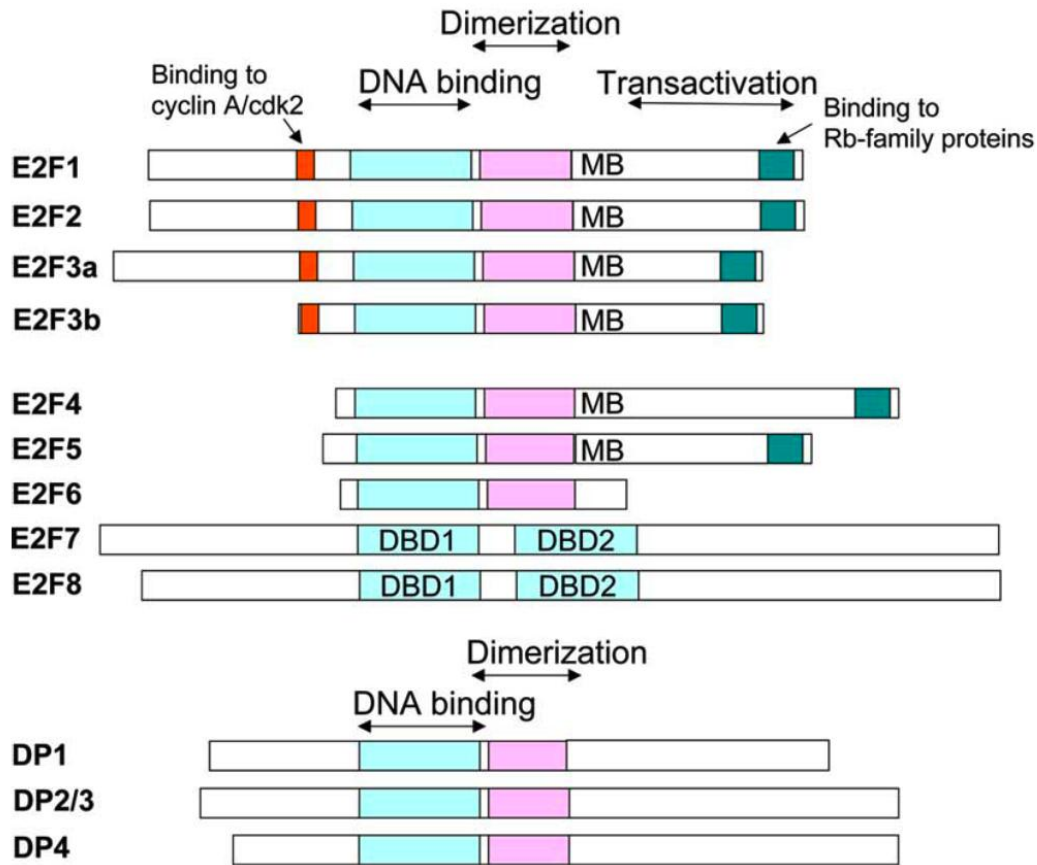 Dimerization
Binding to
cyclin A/cdk2
DNA binding
Transactivation
Binding to
Rb-family proteins
E2F1 MB
E2F2 MB
E2F3a MB
E2F3b MB
E2F4 MB
E2F5 MB
E2F6
E2F7 DBD1 DBD2
E2F8 DBD1 DBD2
Dimerization
DNA binding
DP1
DP2/3
DP4